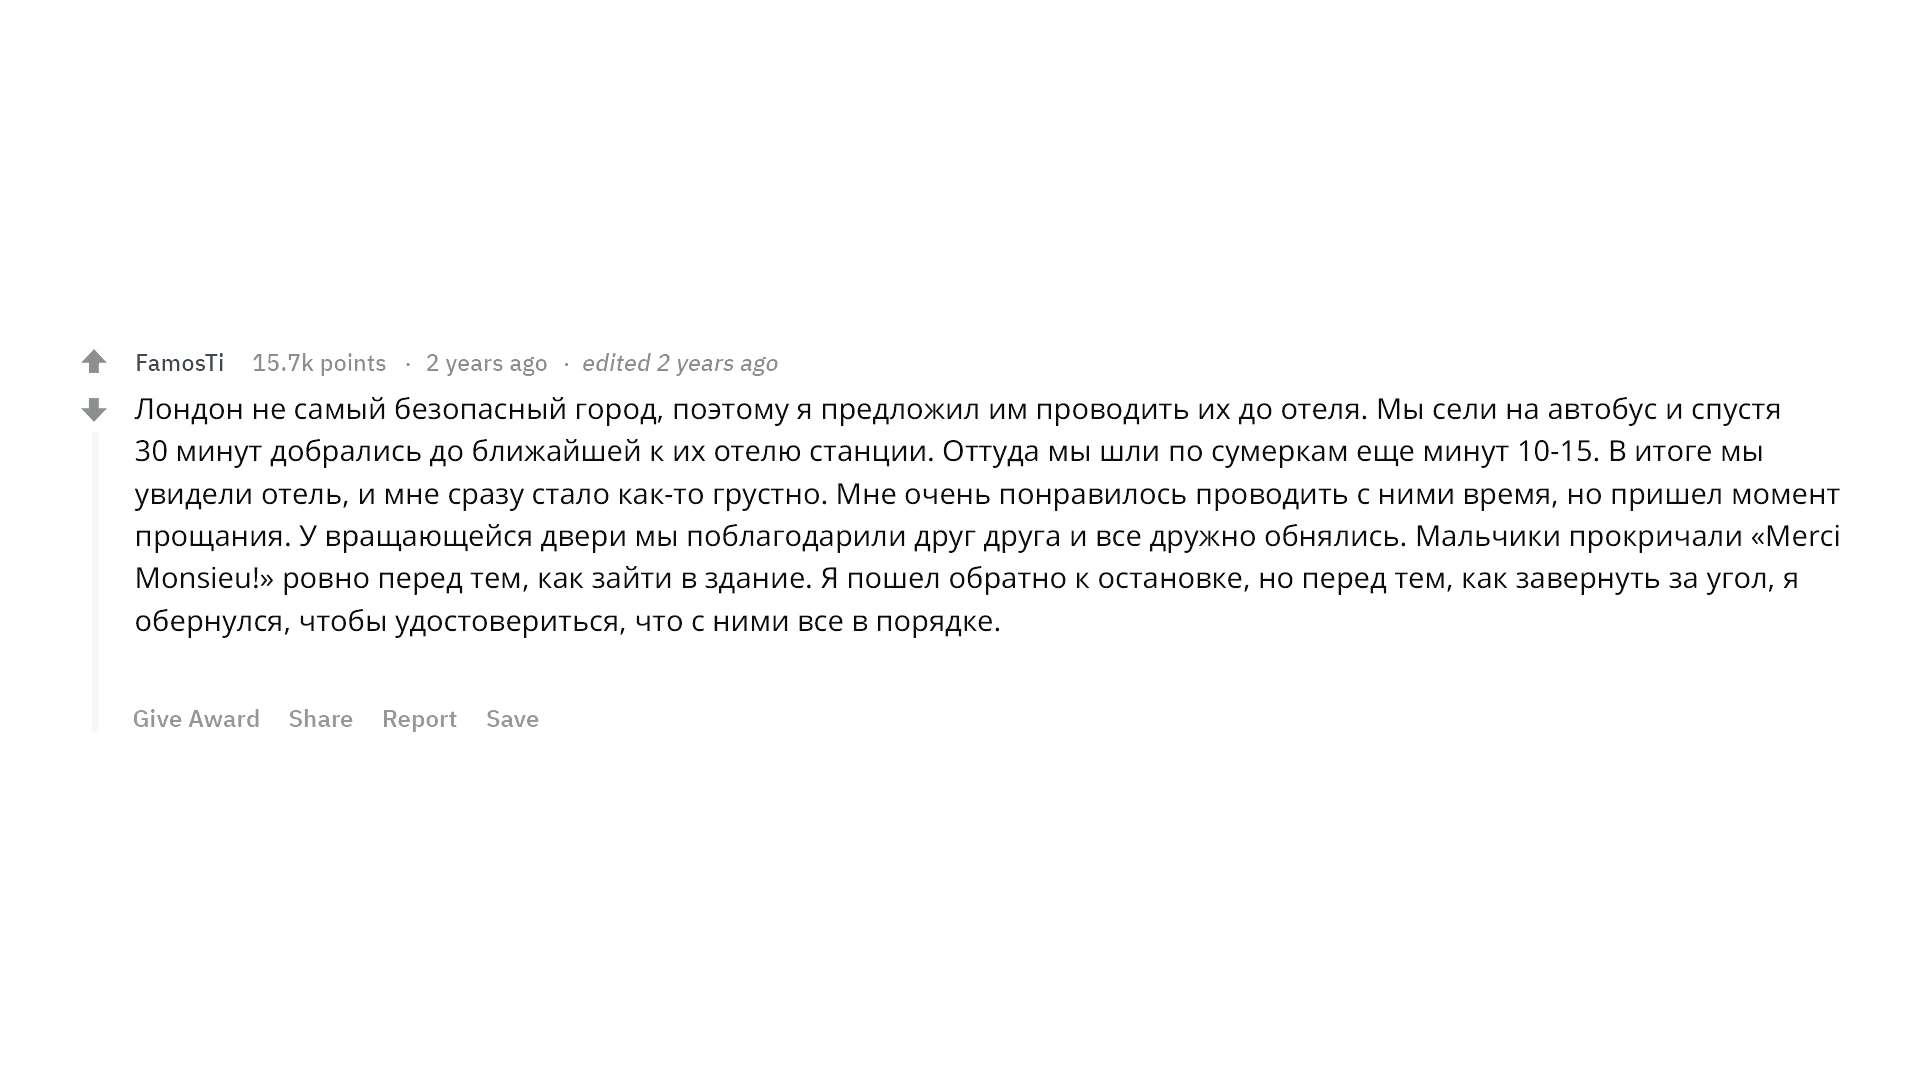 FamosTi 15.7k points · 2 years ago · edited 2 years ago
Лондон не самый безопасный город, поэтому я предложил им проводить их до отеля. Мы сели на автобус и спустя
30 минут добрались до ближайшей к их отелю станции. Оттуда мы шли по сумеркам еще минут 10-15. В итоге мы
увидели отель, и мне сразу стало как-то грустно. Мне очень понравилось проводить с ними время, но пришел момент
прощания. У вращающейся двери мы поблагодарили друг друга и все дружно обнялись. Мальчики прокричали «Merci
Monsieu!» ровно перед тем, как зайти в здание. Я пошел обратно к остановке, но перед тем, как завернуть за угол, я
обернулся, чтобы удостовериться, что с ними все в порядке.
Give Award Share Report Save